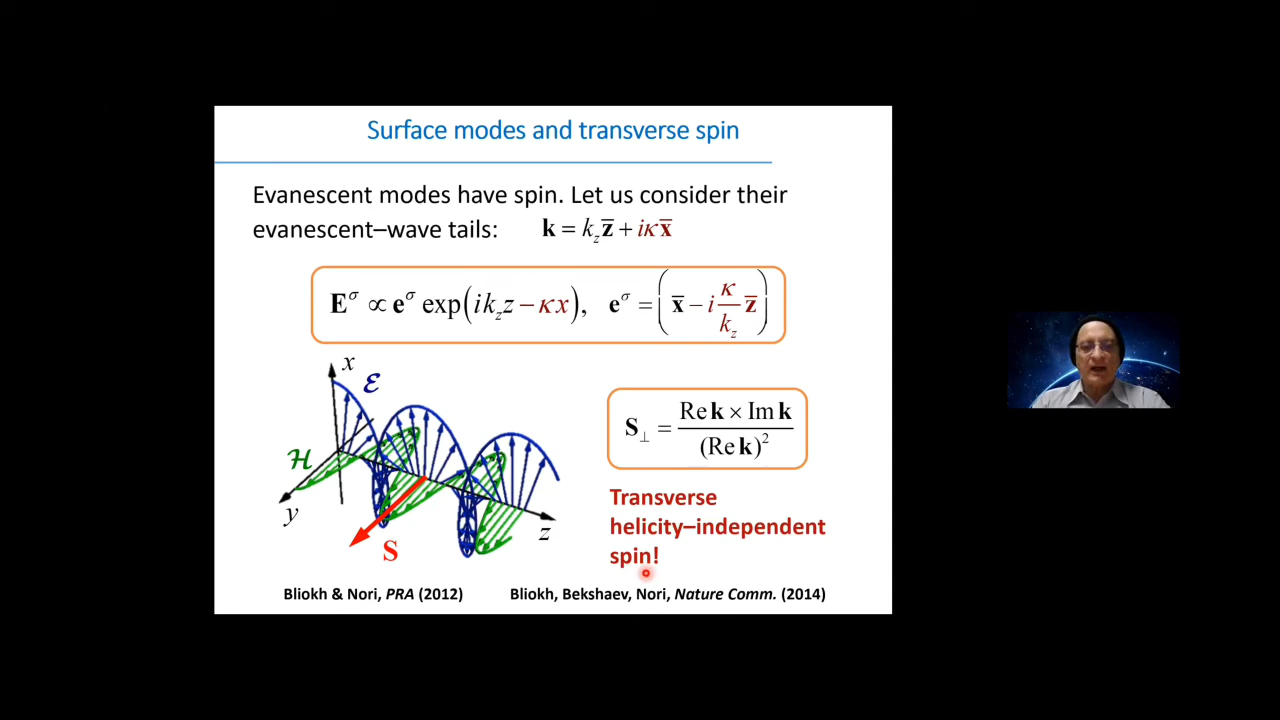 Surface modes and transverse spin
Evanescent modes have spin. Let us consider their
evanescent–wave tails: k = k_z z̅ + iκx̅
E^σ ∝ e^σ exp(ik_z z − κx), e^σ = (x̅ − i κ/k_z z̅)
x
ℰ
ℋ
y
z
S
S_⊥ = Re k × Im k / (Re k)^2
Transverse
helicity–independent
spin!
Bliokh & Nori, PRA (2012) Bliokh, Bekshaev, Nori, Nature Comm. (2014)